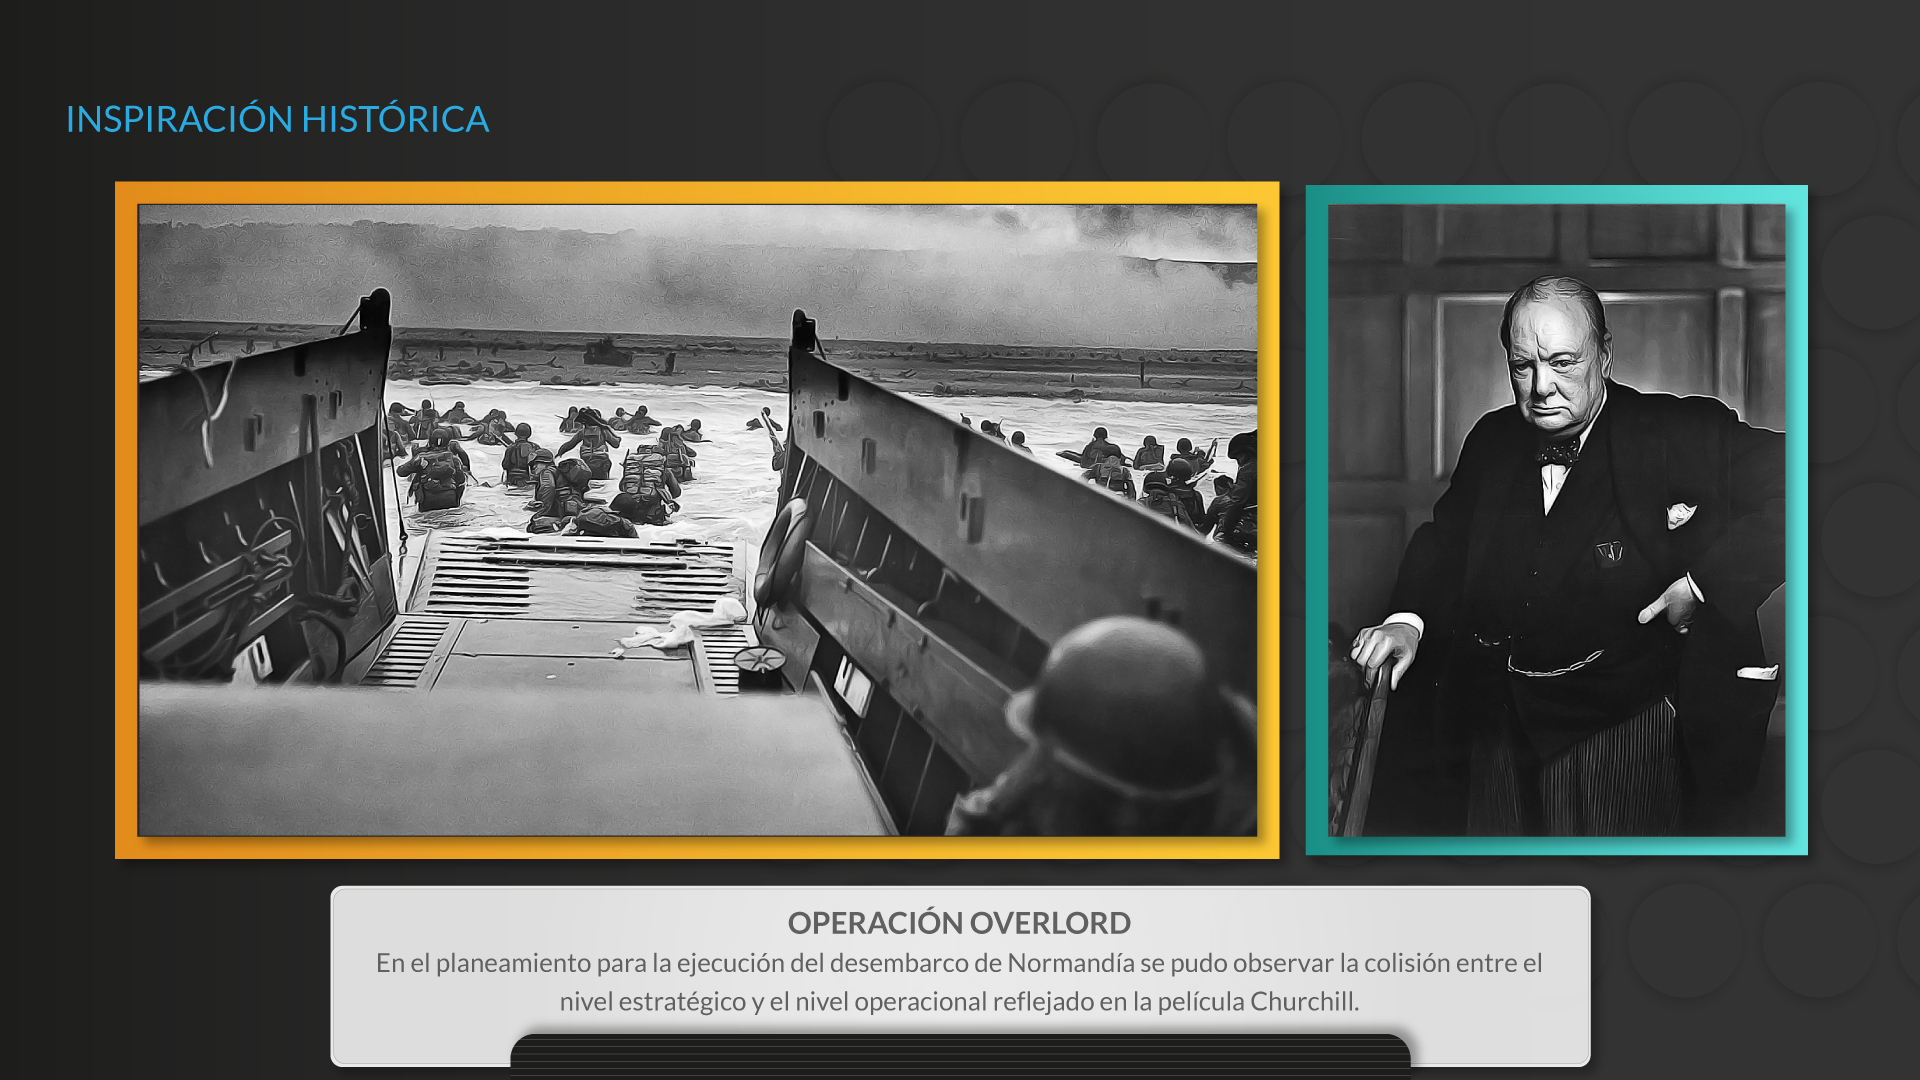 INSPIRACIÓN HISTÓRICA
OPERACIÓN OVERLORD
En el planeamiento para la ejecución del desembarco de Normandía se pudo observar la colisión entre el
nivel estratégico y el nivel operacional reflejado en la película Churchill.